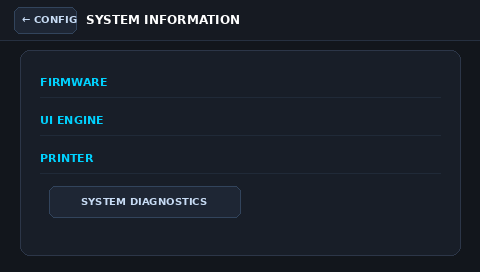 ← CONFIG
SYSTEM INFORMATION
FIRMWARE
UI ENGINE
PRINTER
SYSTEM DIAGNOSTICS